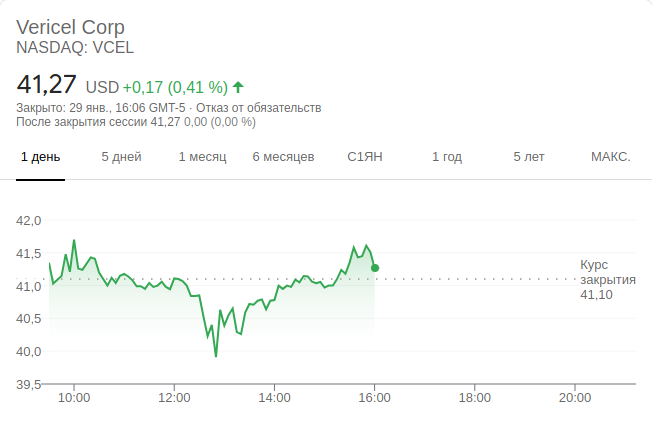 Vericel Corp
NASDAQ: VCEL
41,27 USD +0,17 (0,41 %)
Закрыто: 29 янв., 16:06 GMT-5 · Отказ от обязательств
После закрытия сессии 41,27 0,00 (0,00 %)
1 день 5 дней 1 месяц 6 месяцев С1ЯН 1 год 5 лет МАКС.
42,0
41,5
41,0
40,5
40,0
39,5
Курс
закрытия
41,10
10:00 12:00 14:00 16:00 18:00 20:00